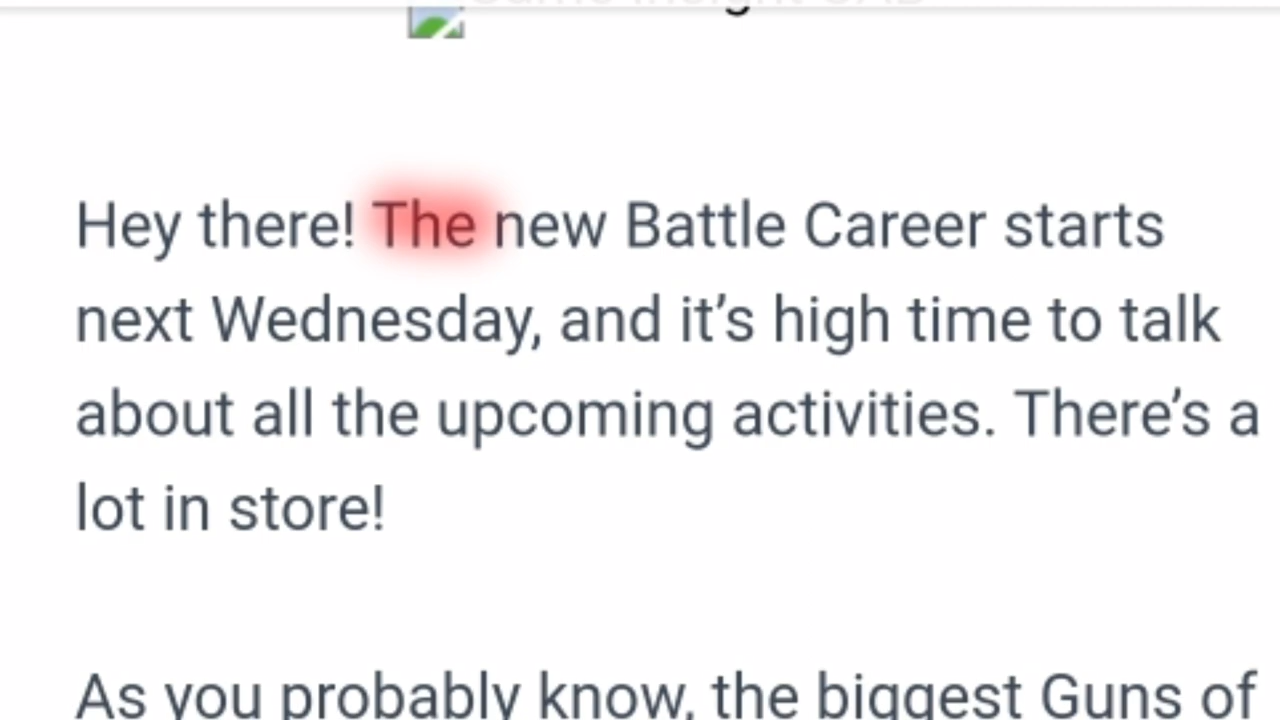 Hey there! The new Battle Career starts
next Wednesday, and it’s high time to talk
about all the upcoming activities. There’s a
lot in store!
As you probably know, the biggest Guns of